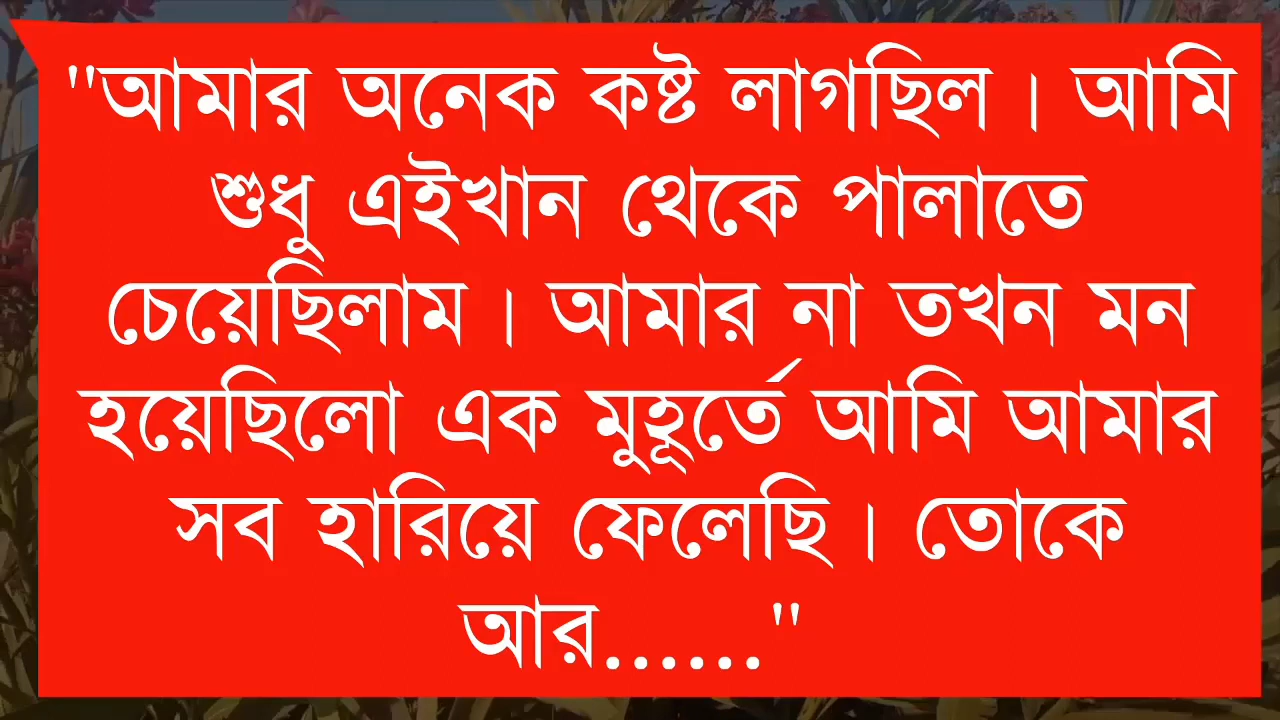 "আমার অনেক কষ্ট লাগছিল। আমি
শুধু এইখান থেকে পালাতে
চেয়েছিলাম। আমার না তখন মন
হয়েছিলো এক মুহূর্তে আমি আমার
সব হারিয়ে ফেলেছি। তোকে
আর......"